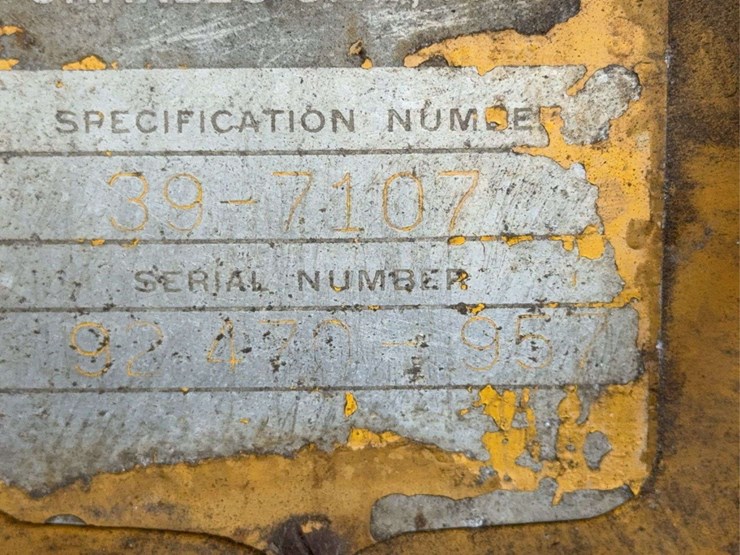 SPECIFICATION NUMBER
39-7107
SERIAL NUMBER
92 470-957